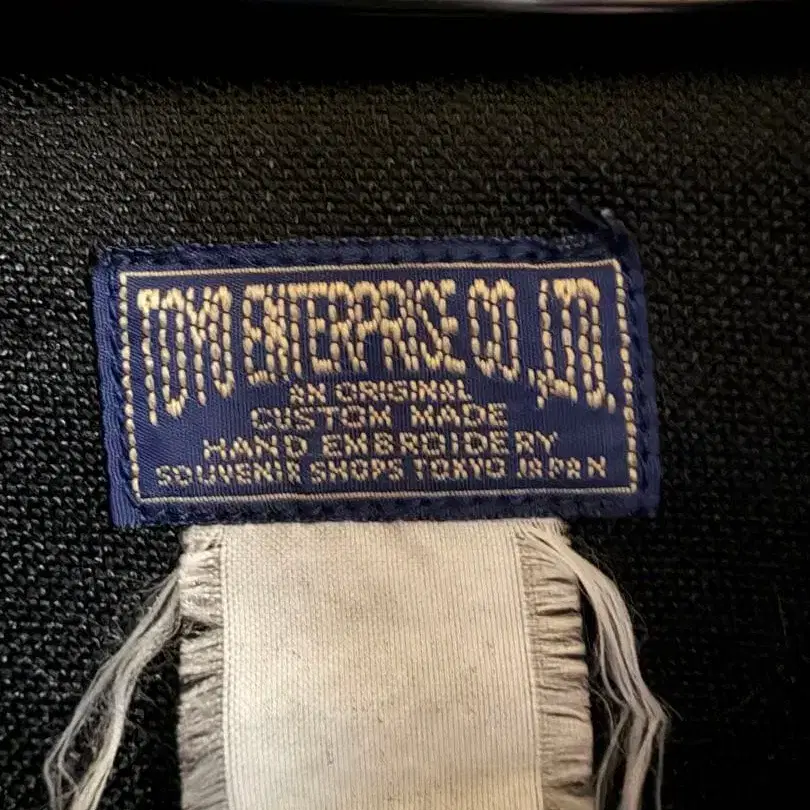 TOYO ENTERPRISE CO.,LTD.
AN ORIGINAL
CUSTOM MADE
HAND EMBROIDERY
SOUVENIR SHOPS TOKYO JAPAN